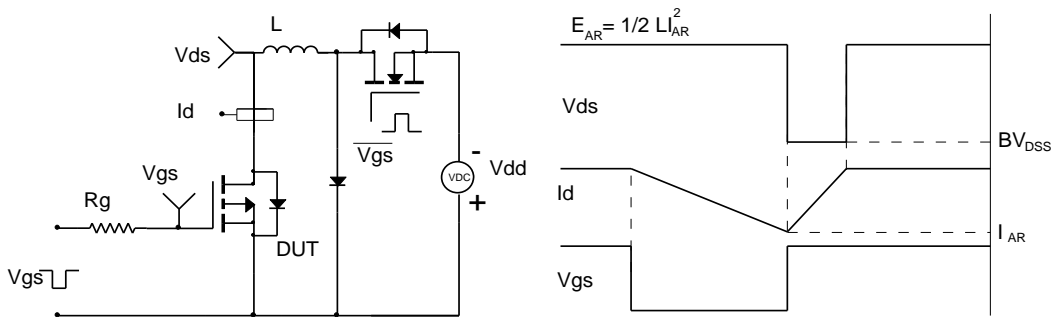 L
Vds
Id
Vgs
Vgs
Rg
DUT
Vgs
VDC
-
+
Vdd
E_AR= 1/2 LI_AR^2
Vds
BV_DSS
Id
I_AR
Vgs